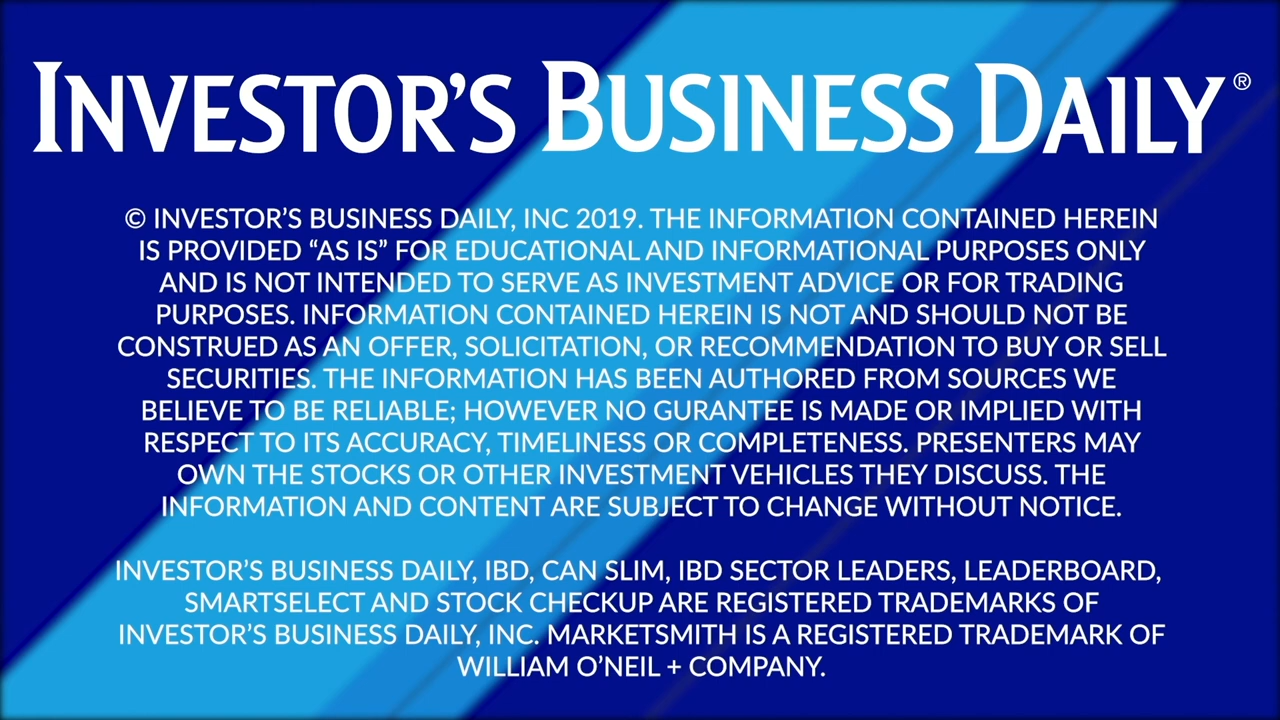 INVESTOR'S BUSINESS DAILY®
© INVESTOR'S BUSINESS DAILY, INC 2019. THE INFORMATION CONTAINED HEREIN
IS PROVIDED “AS IS” FOR EDUCATIONAL AND INFORMATIONAL PURPOSES ONLY
AND IS NOT INTENDED TO SERVE AS INVESTMENT ADVICE OR FOR TRADING
PURPOSES. INFORMATION CONTAINED HEREIN IS NOT AND SHOULD NOT BE
CONSTRUED AS AN OFFER, SOLICITATION, OR RECOMMENDATION TO BUY OR SELL
SECURITIES. THE INFORMATION HAS BEEN AUTHORED FROM SOURCES WE
BELIEVE TO BE RELIABLE; HOWEVER NO GURANTEE IS MADE OR IMPLIED WITH
RESPECT TO ITS ACCURACY, TIMELINESS OR COMPLETENESS. PRESENTERS MAY
OWN THE STOCKS OR OTHER INVESTMENT VEHICLES THEY DISCUSS. THE
INFORMATION AND CONTENT ARE SUBJECT TO CHANGE WITHOUT NOTICE.
INVESTOR'S BUSINESS DAILY, IBD, CAN SLIM, IBD SECTOR LEADERS, LEADERBOARD,
SMARTSELECT AND STOCK CHECKUP ARE REGISTERED TRADEMARKS OF
INVESTOR'S BUSINESS DAILY, INC. MARKETSMITH IS A REGISTERED TRADEMARK OF
WILLIAM O'NEIL + COMPANY.